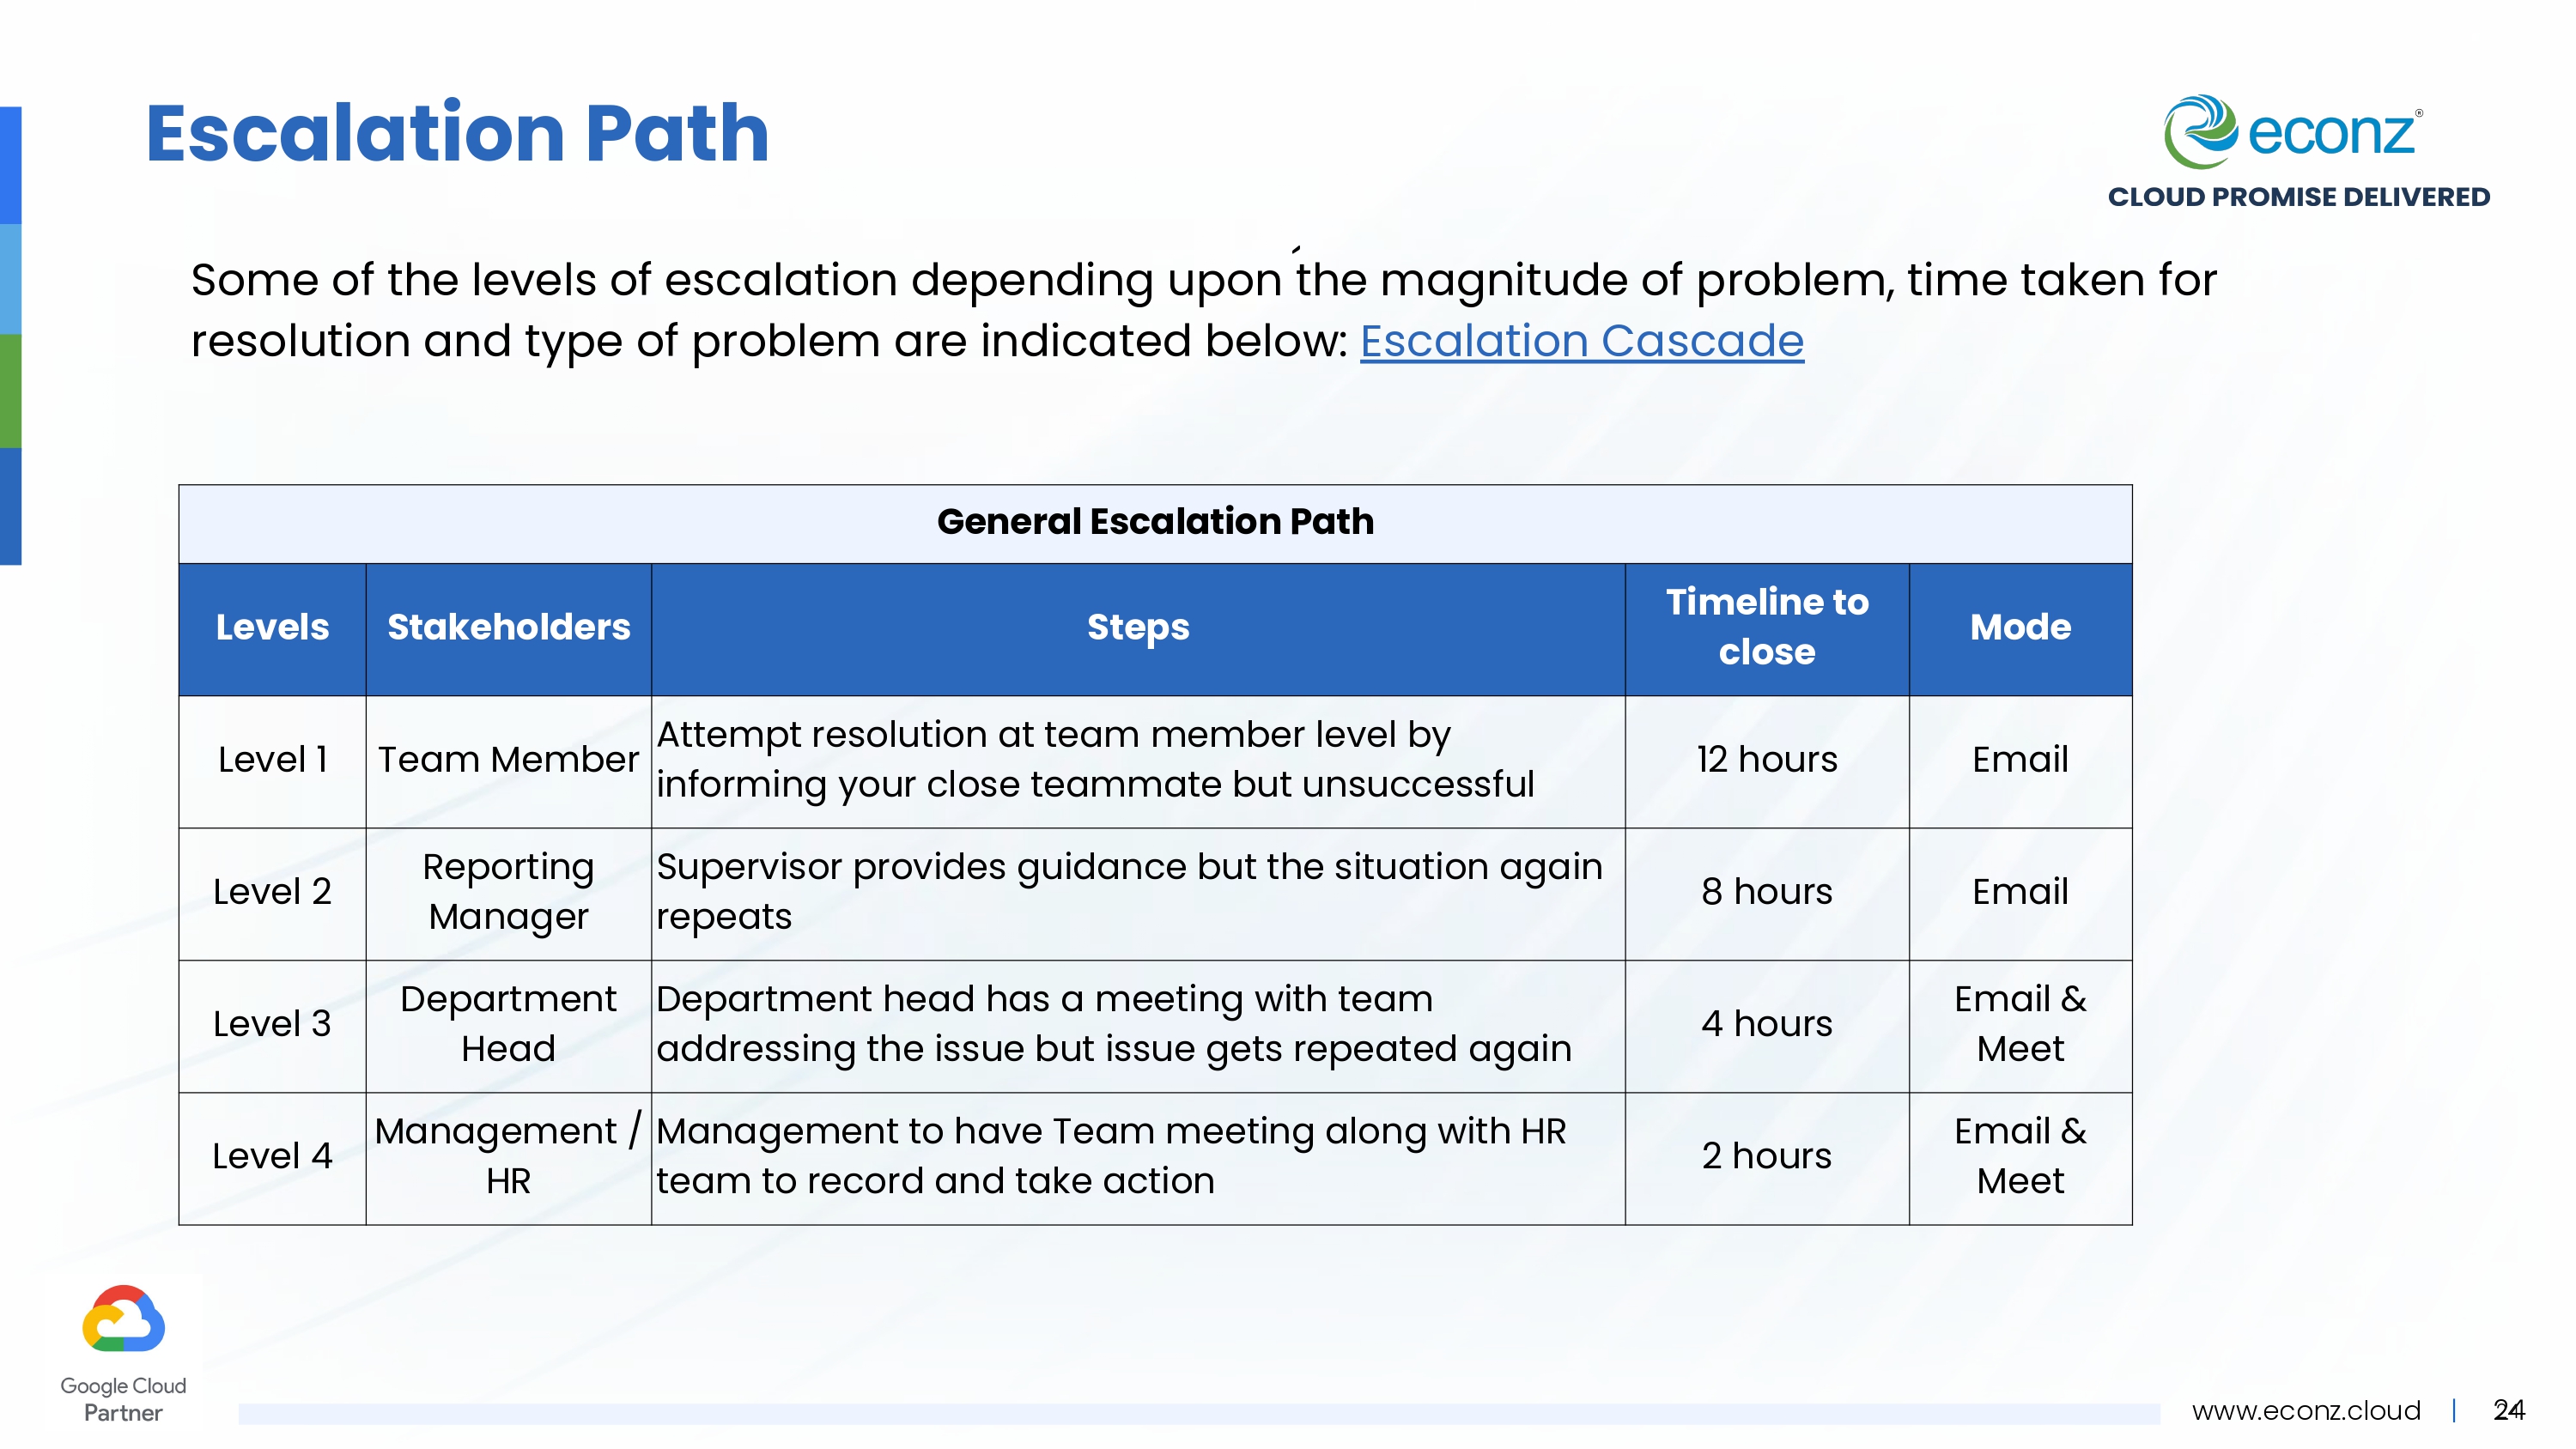 Escalation Path
econz®
CLOUD PROMISE DELIVERED
Some of the levels of escalation depending upon the magnitude of problem, time taken for
resolution and type of problem are indicated below: Escalation Cascade
General Escalation Path
Levels Stakeholders Steps Timeline to close Mode
Level 1 Team Member Attempt resolution at team member level by
informing your close teammate but unsuccessful 12 hours Email
Level 2 Reporting Manager Supervisor provides guidance but the situation again
repeats 8 hours Email
Level 3 Department Head Department head has a meeting with team
addressing the issue but issue gets repeated again 4 hours Email & Meet
Level 4 Management / HR Management to have Team meeting along with HR
team to record and take action 2 hours Email & Meet
Google Cloud
Partner
www.econz.cloud | 24